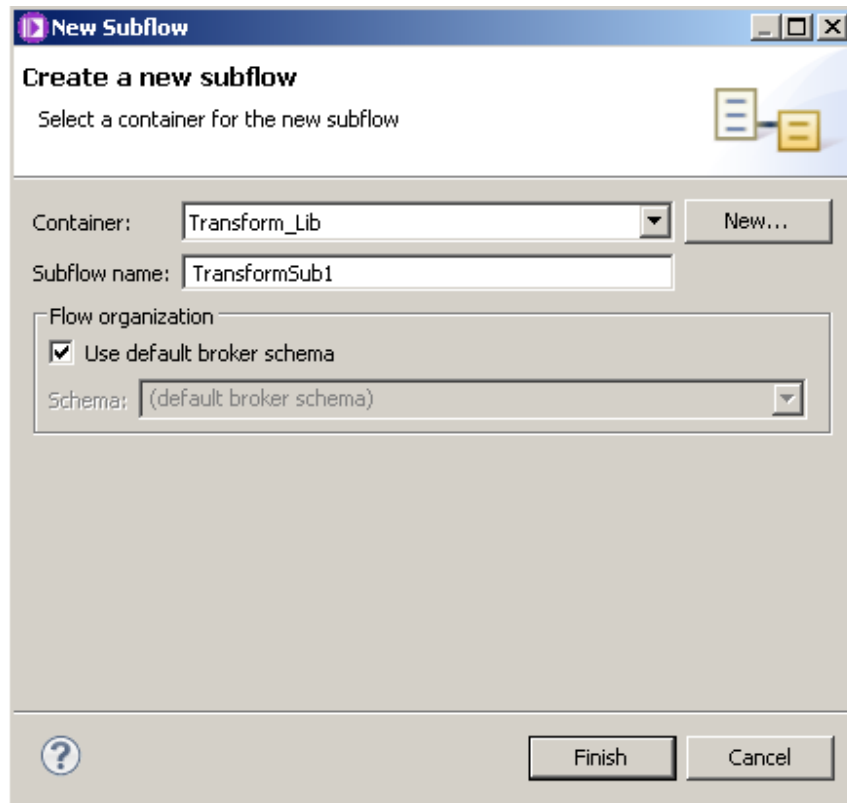 New Subflow
Create a new subflow
Select a container for the new subflow
Container: Transform_Lib New...
Subflow name: TransformSub1
Flow organization
Use default broker schema
Schema: (default broker schema)
? Finish Cancel